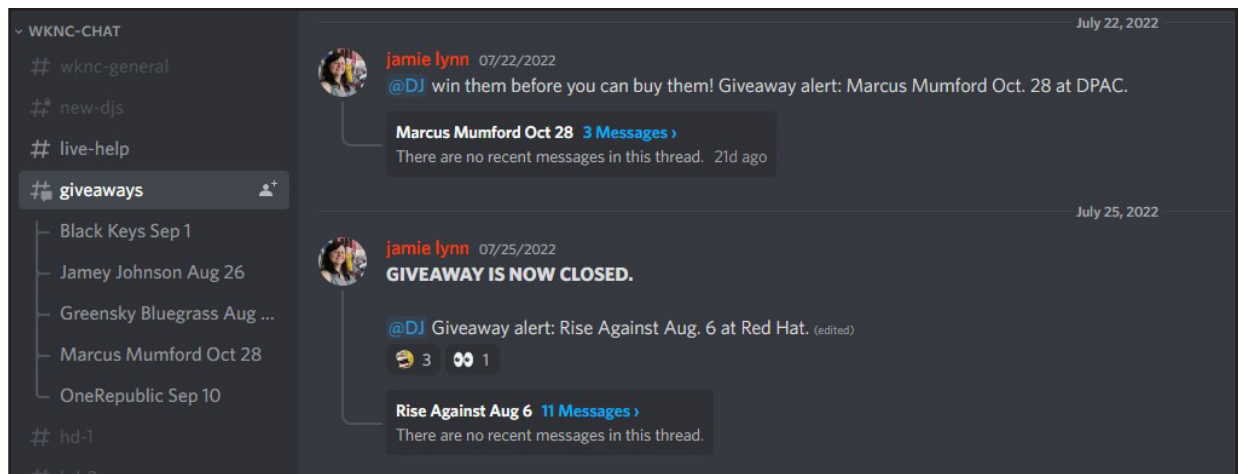 WKNC-CHAT
# wknc-general
# new-djs
# live-help
giveaways
Black Keys Sep 1
Jamey Johnson Aug 26
Greensky Bluegrass Aug ...
Marcus Mumford Oct 28
OneRepublic Sep 10
# hd-1
July 22, 2022
jamie lynn 07/22/2022
@DJ win them before you can buy them! Giveaway alert: Marcus Mumford Oct. 28 at DPAC.
Marcus Mumford Oct 28 3 Messages ›
There are no recent messages in this thread. 21d ago
July 25, 2022
jamie lynn 07/25/2022
GIVEAWAY IS NOW CLOSED.
@DJ Giveaway alert: Rise Against Aug. 6 at Red Hat. (edited)
3 1
Rise Against Aug 6 11 Messages ›
There are no recent messages in this thread.